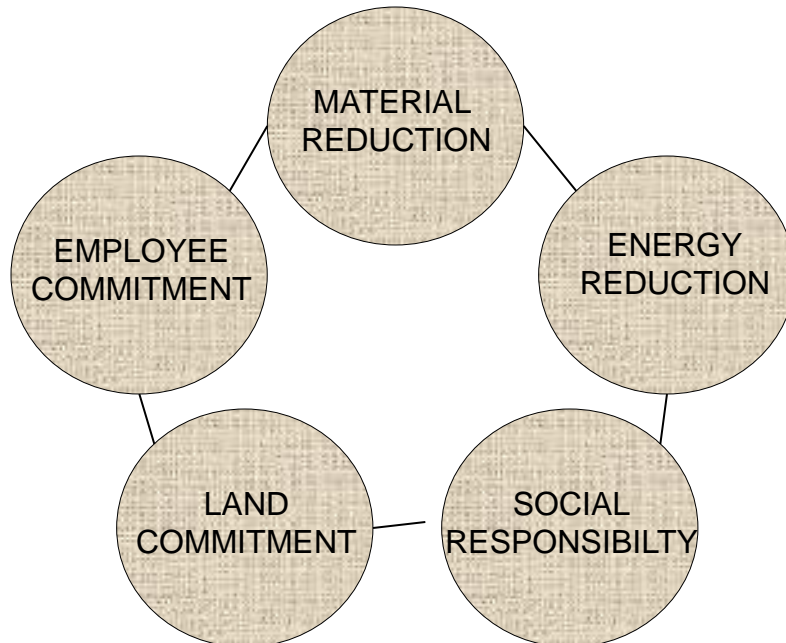 MATERIAL
REDUCTION
EMPLOYEE
COMMITMENT
ENERGY
REDUCTION
LAND
COMMITMENT
SOCIAL
RESPONSIBILTY